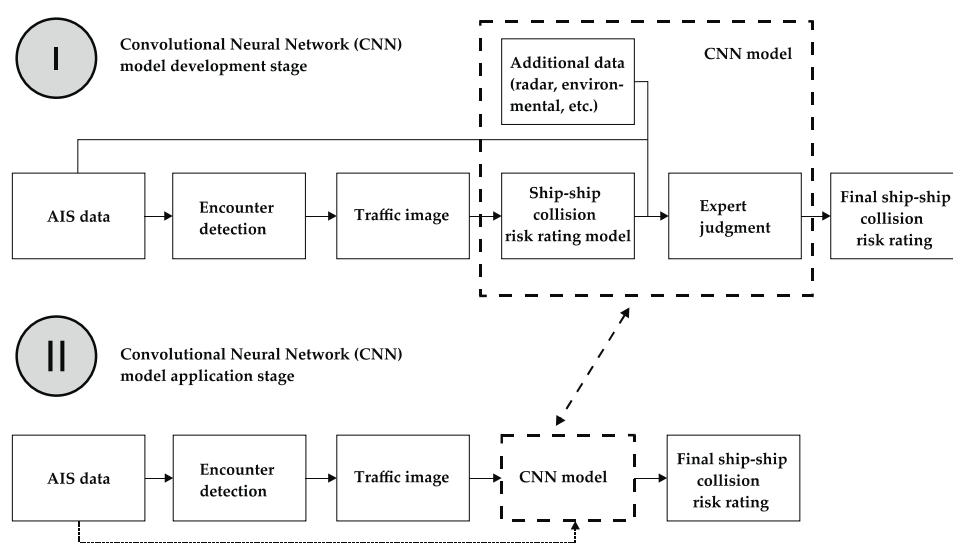 I
Convolutional Neural Network (CNN)
model development stage
CNN model
Additional data
(radar, environ-
mental, etc.)
AIS data
Encounter
detection
Traffic image
Ship-ship
collision
risk rating model
Expert
judgment
Final ship-ship
collision
risk rating
II
Convolutional Neural Network (CNN)
model application stage
AIS data
Encounter
detection
Traffic image
CNN model
Final ship-ship
collision
risk rating